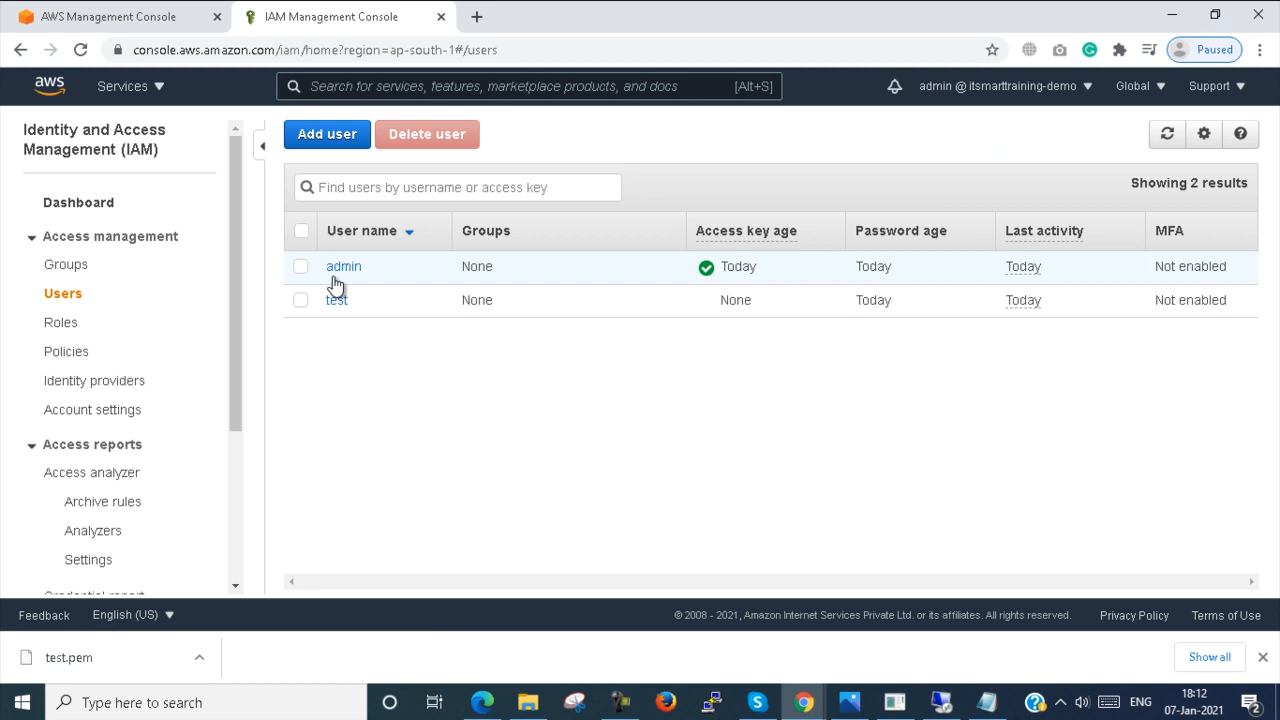 AWS Management Console
IAM Management Console
console.aws.amazon.com/iam/home?region=ap-south-1#/users
Paused
aws
Services
Search for services, features, marketplace products, and docs
[Alt+S]
admin @ itsmarttraining-demo
Global
Support
Identity and Access
Management (IAM)
Dashboard
Access management
Groups
Users
Roles
Policies
Identity providers
Account settings
Access reports
Access analyzer
Archive rules
Analyzers
Settings
Credential report
Add user
Delete user
Find users by username or access key
Showing 2 results
User name
Groups
Access key age
Password age
Last activity
MFA
admin
None
Today
Today
Today
Not enabled
test
None
None
Today
Today
Not enabled
Feedback
English (US)
© 2008 - 2021, Amazon Internet Services Private Ltd. or its affiliates. All rights reserved.
Privacy Policy
Terms of Use
test.pem
Show all
Type here to search
ENG
18:12
07-Jan-2021
2